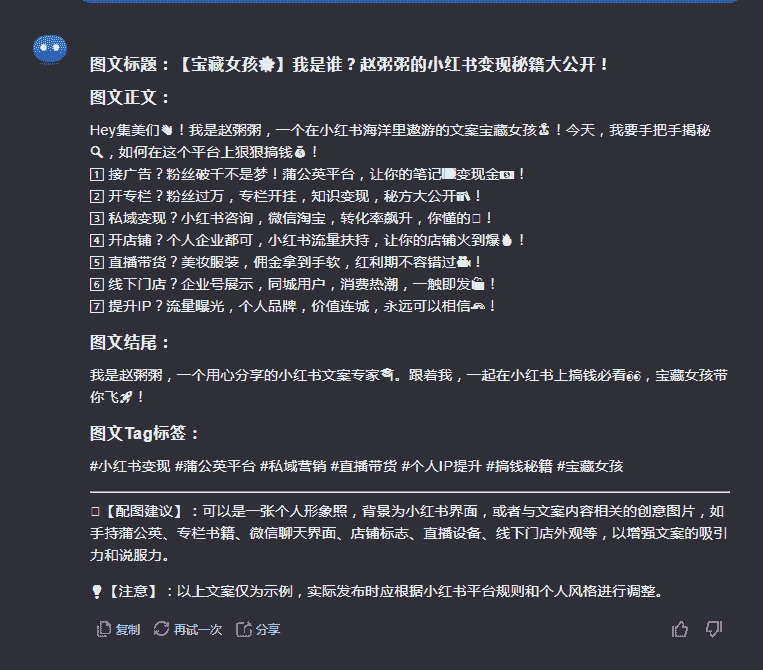 图文标题：【宝藏女孩✹】我是谁？赵粥粥的小红书变现秘籍大公开！
图文正文：
Hey集美们👋！我是赵粥粥，一个在小红书海洋里遨游的文案宝藏女孩⚓！今天，我要手把手揭秘
🔍，如何在这个平台上狠狠搞钱💰！
1️⃣ 接广告？粉丝破千不是梦！蒲公英平台，让你的笔记📔变现金💵！
2️⃣ 开专栏？粉丝过万，专栏开挂，知识变现，秘方大公开📚！
3️⃣ 私域变现？小红书咨询，微信淘宝，转化率飙升，你懂的！
4️⃣ 开店铺？个人企业都可，小红书流量扶持，让你的店铺火到爆🔥！
5️⃣ 直播带货？美妆服装，佣金拿到手软，红利期不容错过🎥！
6️⃣ 线下门店？企业号展示，同城用户，消费热潮，一触即发🛍！
7️⃣ 提升IP？流量曝光，个人品牌，价值连城，永远可以相信🌈！
图文结尾：
我是赵粥粥，一个用心分享的小红书文案专家🎓。跟着我，一起在小红书上搞钱必看👀，宝藏女孩带
你飞🚀！
图文Tag标签：
#小红书变现 #蒲公英平台 #私域营销 #直播带货 #个人IP提升 #搞钱秘籍 #宝藏女孩
【配图建议】：可以是一张个人形象照，背景为小红书界面，或者与文案内容相关的创意图片，如
手持蒲公英、专栏书籍、微信聊天界面、店铺标志、直播设备、线下门店外观等，以增强文案的吸引
力和说服力。
💡【注意】：以上文案仅为示例，实际发布时应根据小红书平台规则和个人风格进行调整。
复制 再试一次 分享